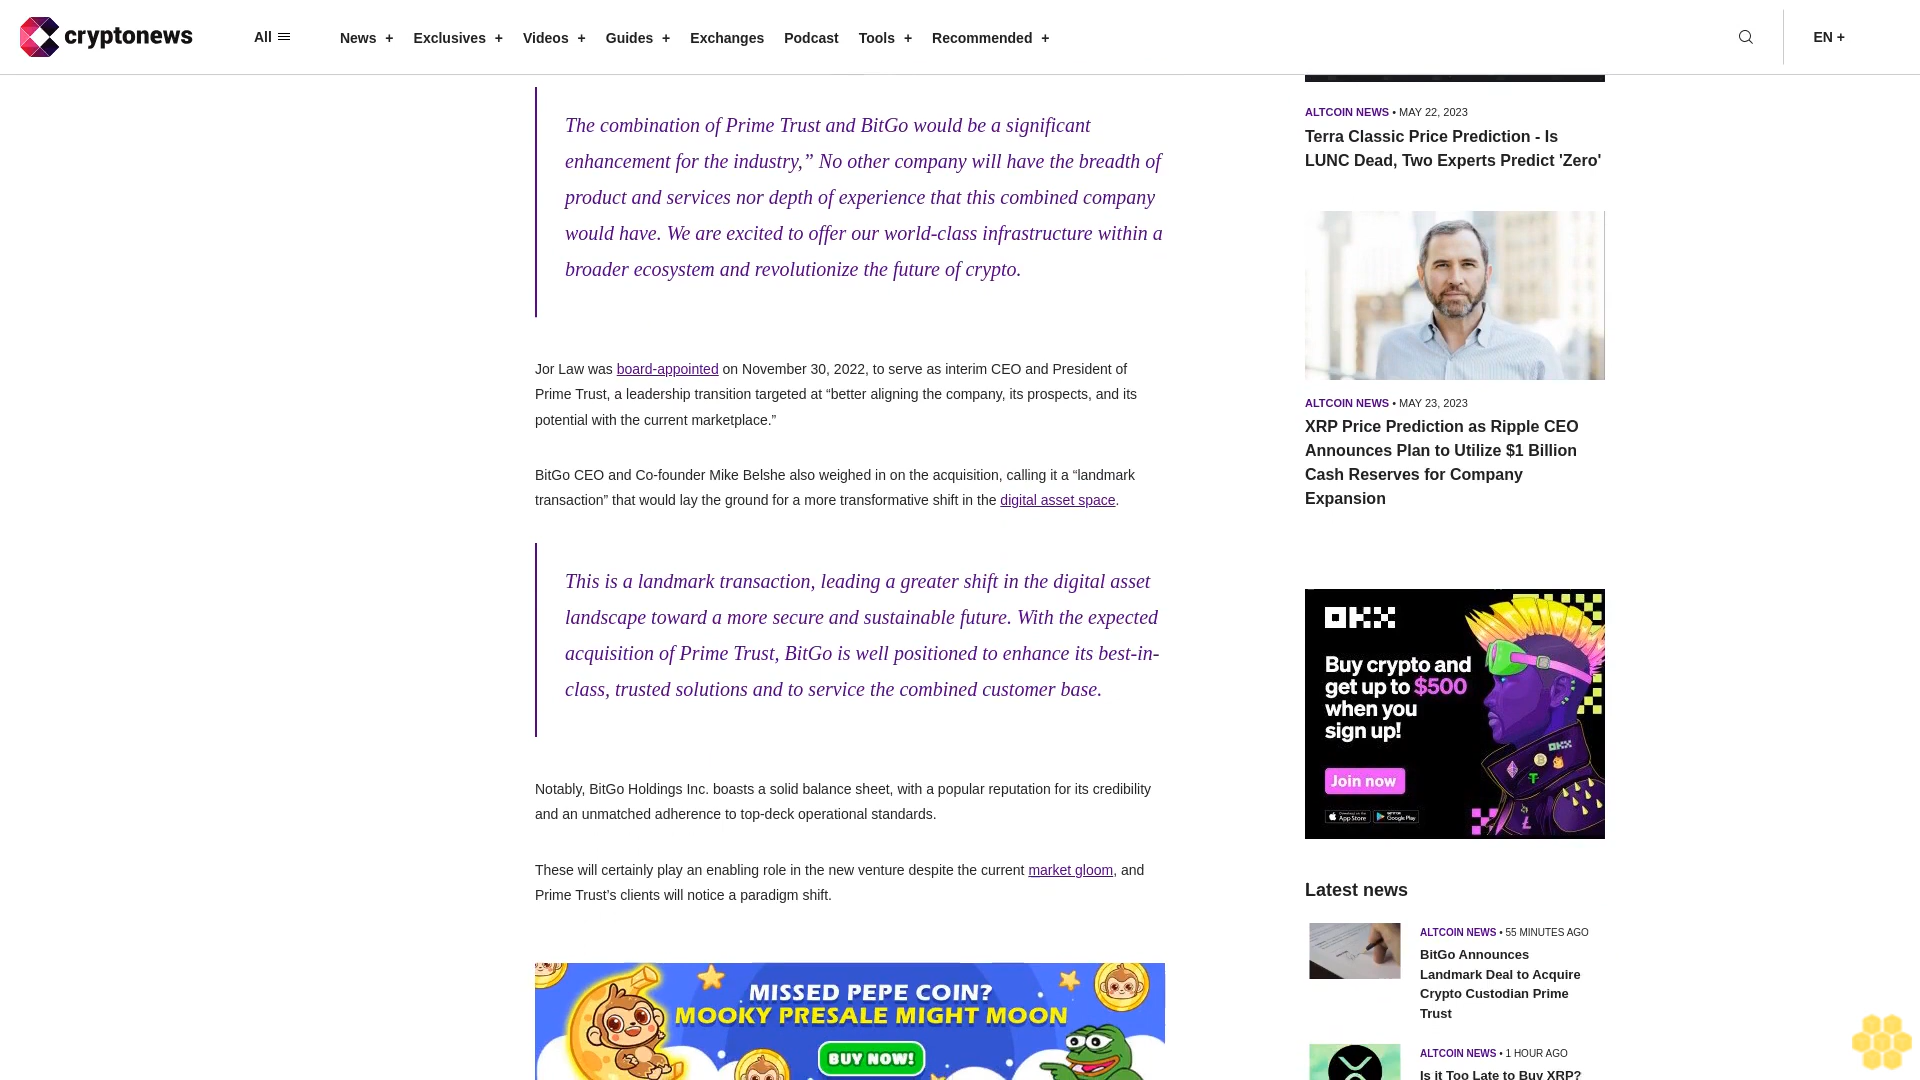 cryptonews
All
News +
Exclusives +
Videos +
Guides +
Exchanges
Podcast
Tools +
Recommended +
EN +
The combination of Prime Trust and BitGo would be a significant
enhancement for the industry,” No other company will have the breadth of
product and services nor depth of experience that this combined company
would have. We are excited to offer our world-class infrastructure within a
broader ecosystem and revolutionize the future of crypto.
Jor Law was board-appointed on November 30, 2022, to serve as interim CEO and President of
Prime Trust, a leadership transition targeted at “better aligning the company, its prospects, and its
potential with the current marketplace.”
BitGo CEO and Co-founder Mike Belshe also weighed in on the acquisition, calling it a “landmark
transaction” that would lay the ground for a more transformative shift in the digital asset space.
This is a landmark transaction, leading a greater shift in the digital asset
landscape toward a more secure and sustainable future. With the expected
acquisition of Prime Trust, BitGo is well positioned to enhance its best-in-
class, trusted solutions and to service the combined customer base.
Notably, BitGo Holdings Inc. boasts a solid balance sheet, with a popular reputation for its credibility
and an unmatched adherence to top-deck operational standards.
These will certainly play an enabling role in the new venture despite the current market gloom, and
Prime Trust’s clients will notice a paradigm shift.
MISSED PEPE COIN?
MOOKY PRESALE MIGHT MOON
BUY NOW!
ALTCOIN NEWS • MAY 22, 2023
Terra Classic Price Prediction - Is
LUNC Dead, Two Experts Predict 'Zero'
ALTCOIN NEWS • MAY 23, 2023
XRP Price Prediction as Ripple CEO
Announces Plan to Utilize $1 Billion
Cash Reserves for Company
Expansion
OKX
Buy crypto and
get up to $500
when you
sign up!
Join now
App Store
Google Play
OKX
Latest news
ALTCOIN NEWS • 55 MINUTES AGO
BitGo Announces
Landmark Deal to Acquire
Crypto Custodian Prime
Trust
ALTCOIN NEWS • 1 HOUR AGO
Is it Too Late to Buy XRP?